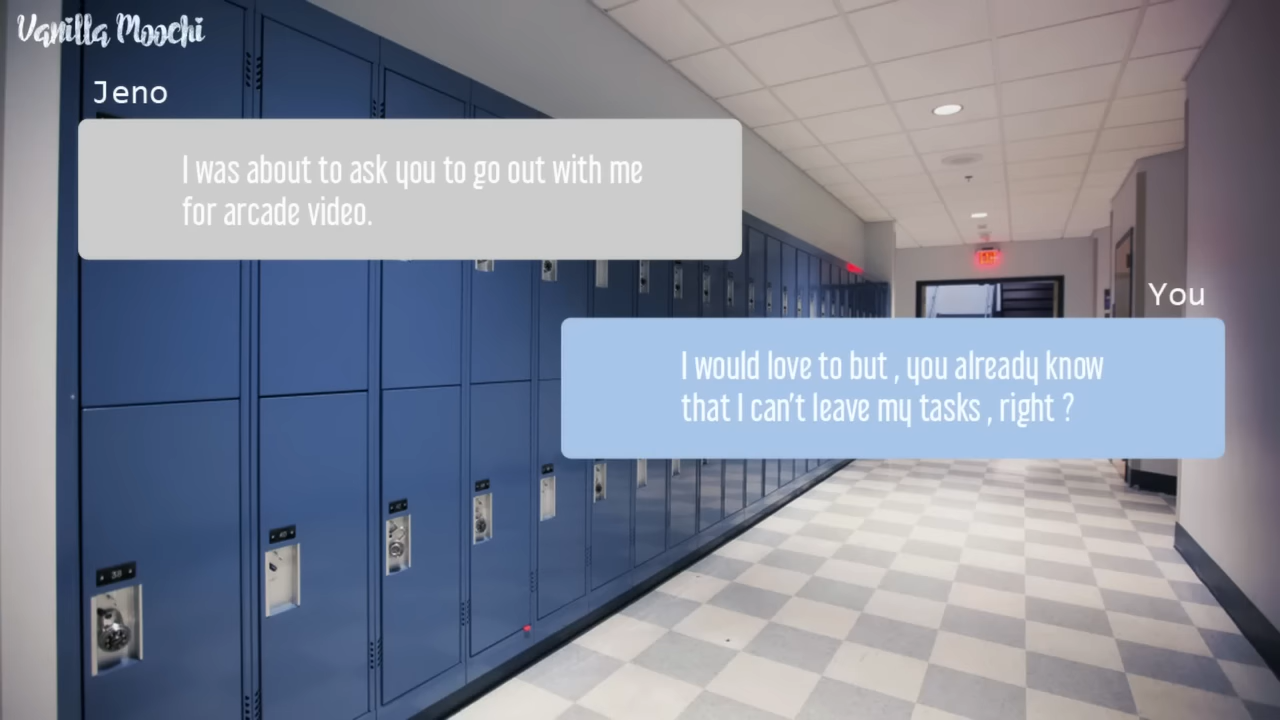 Vanilla Moochi
Jeno
I was about to ask you to go out with me
for arcade video.
You
I would love to but , you already know
that I can't leave my tasks , right ?